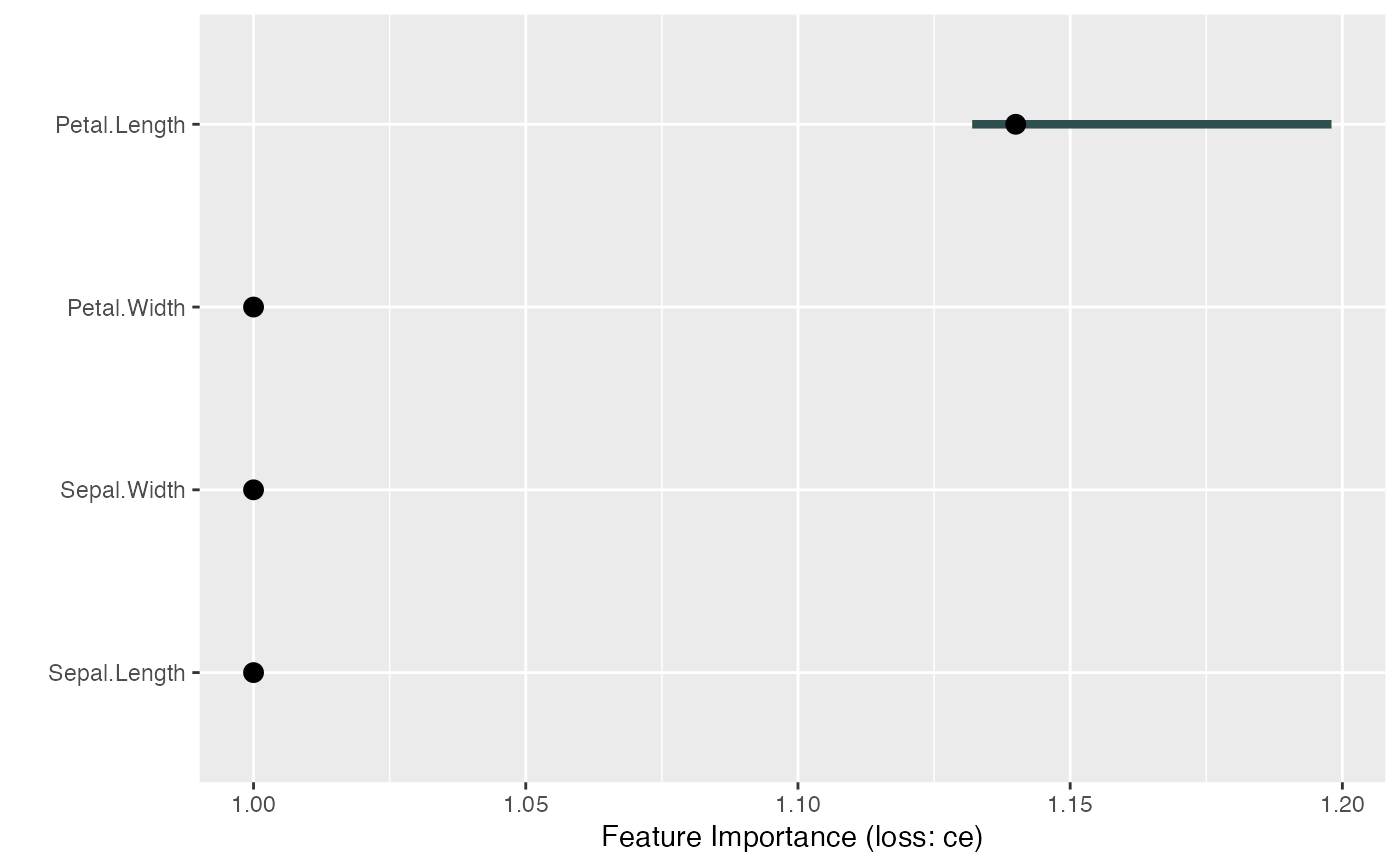 Petal.Length
Petal.Width
Sepal.Width
Sepal.Length
1.00 1.05 1.10 1.15 1.20
Feature Importance (loss: ce)